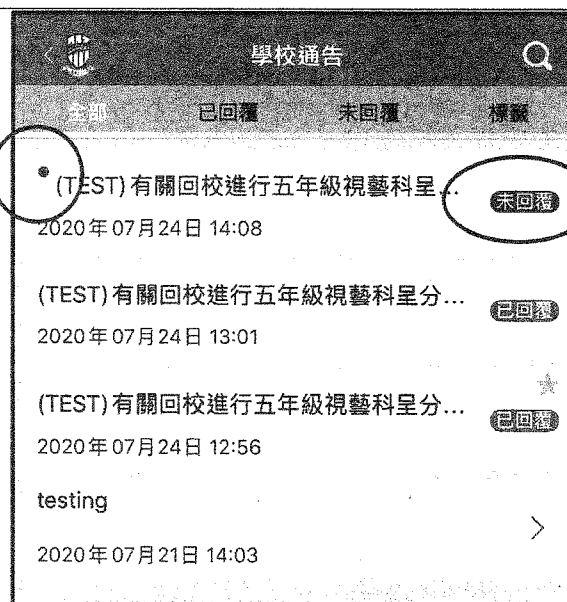 學校通告
全部 已回覆 未回覆 標籤
(TEST) 有關回校進行五年級視藝科呈... 未回覆
2020年07月24日 14:08
(TEST) 有關回校進行五年級視藝科呈分... 已回覆
2020年07月24日 13:01
(TEST) 有關回校進行五年級視藝科呈分... 已回覆
2020年07月24日 12:56
testing
2020年07月21日 14:03